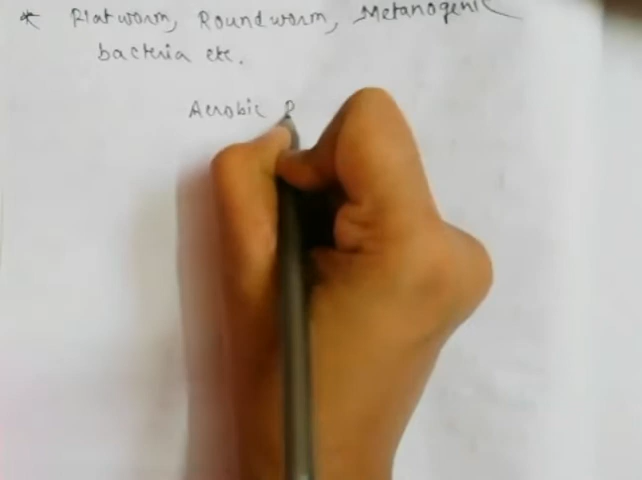 * Flatworm, Roundworm, Metanogenic
bacteria etc.
Aerobic R